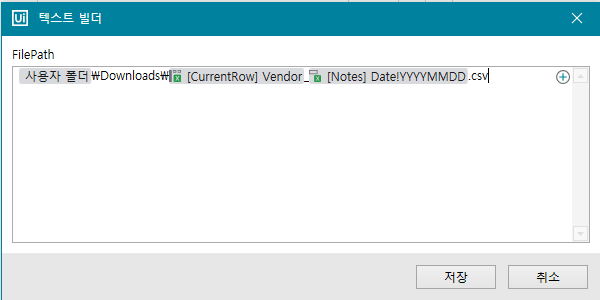 Ui 텍스트 빌더
FilePath
사용자 폴더₩Downloads₩[CurrentRow] Vendor_[Notes] Date!YYYYMMDD.csv
저장 취소